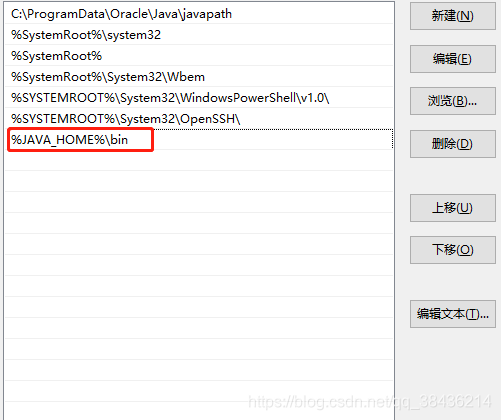 C:\ProgramData\Oracle\Java\javapath
%SystemRoot%\system32
%SystemRoot%
%SystemRoot%\System32\Wbem
%SYSTEMROOT%\System32\WindowsPowerShell\v1.0\
%SYSTEMROOT%\System32\OpenSSH\
%JAVA_HOME%\bin
新建(N)
编辑(E)
浏览(B)...
删除(D)
上移(U)
下移(O)
编辑文本(T)...
https://blog.csdn.net/qq_38436214